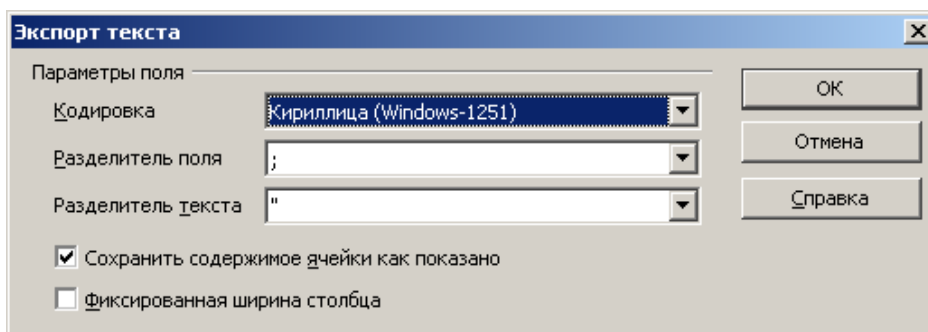 Экспорт текста
Параметры поля
Кодировка Кириллица (Windows-1251)
Разделитель поля ;
Разделитель текста "
Сохранить содержимое ячейки как показано
Фиксированная ширина столбца
ОК
Отмена
Справка